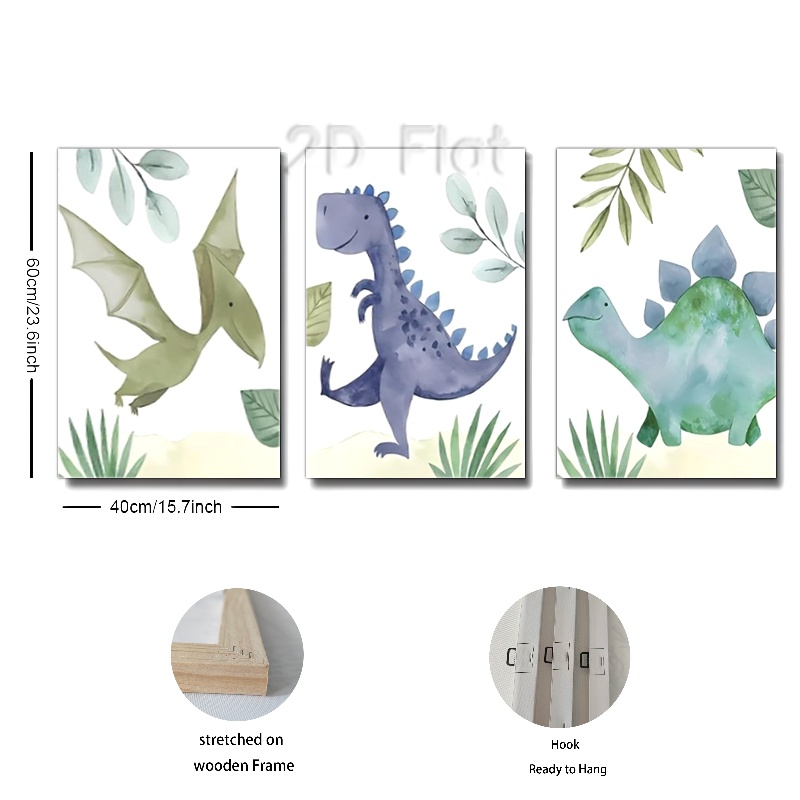 2D Flat
60cm/23.6inch
40cm/15.7inch
stretched on
wooden Frame
Hook
Ready to Hang